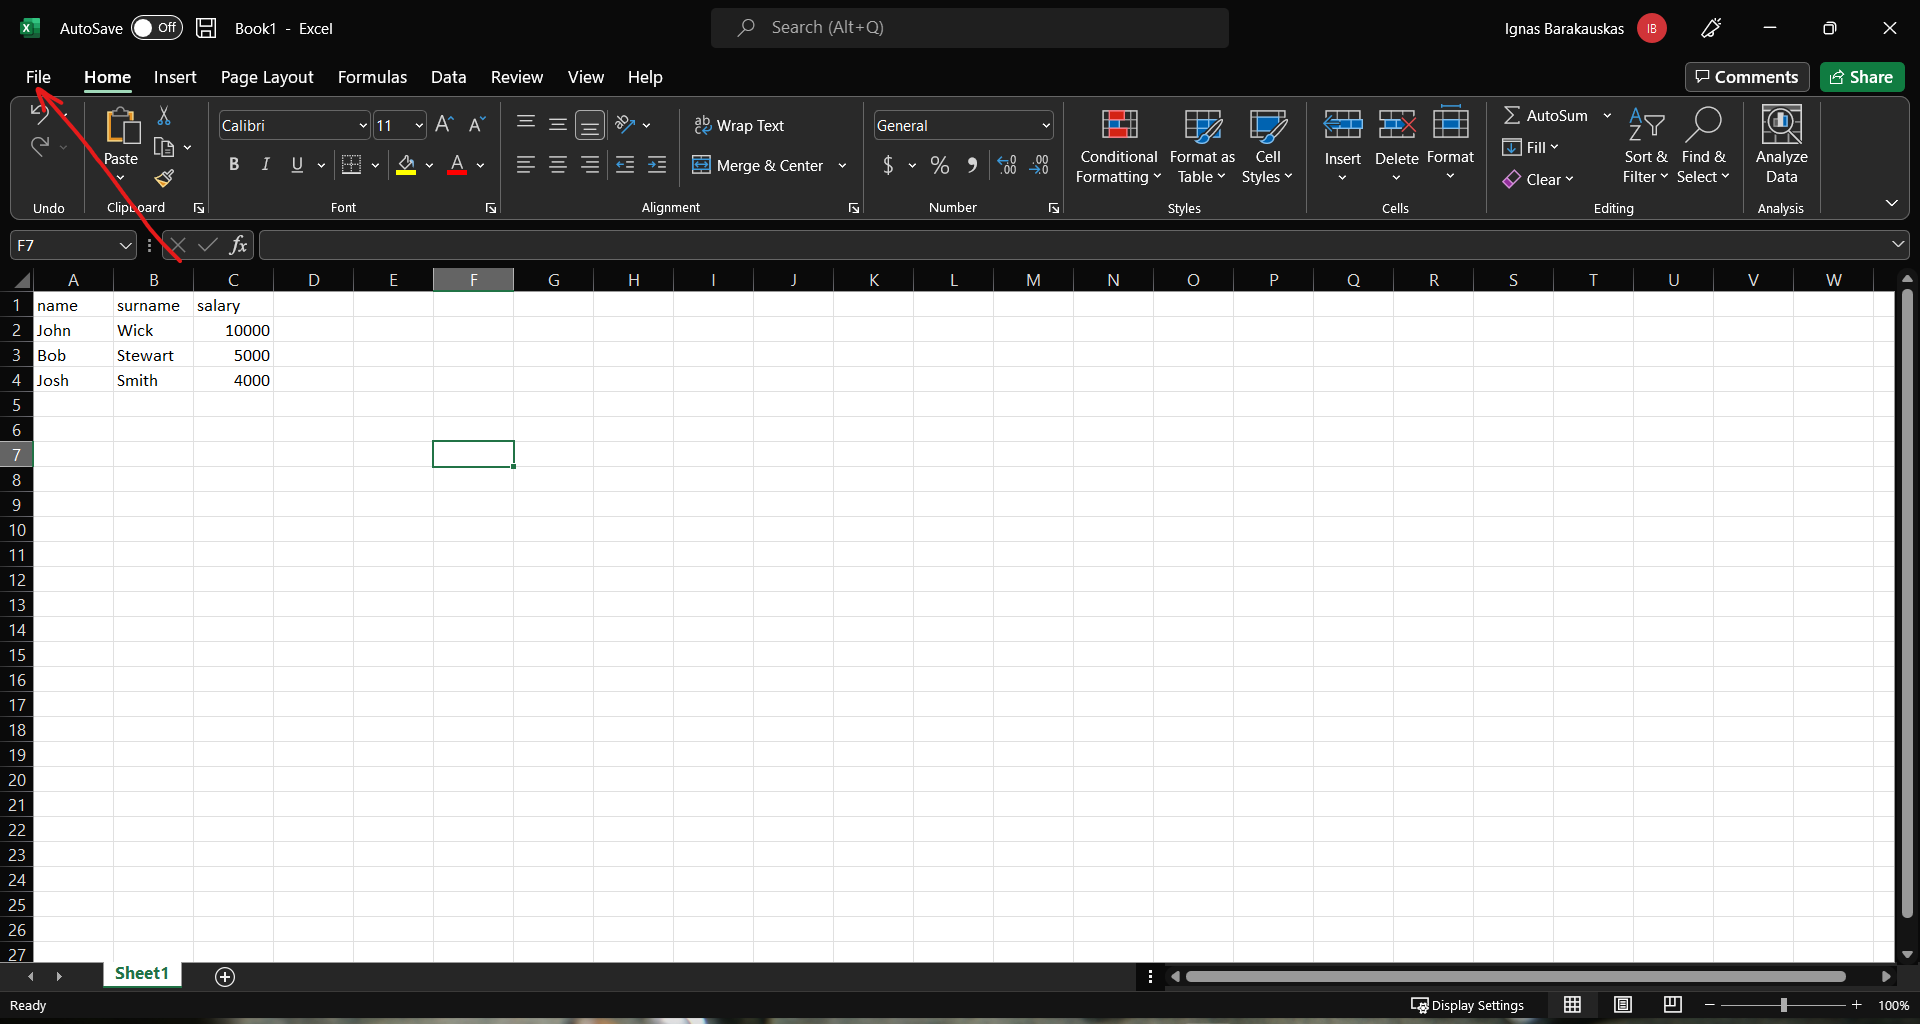 AutoSave Off Book1 - Excel Search (Alt+Q) Ignas Barakauskas IB
File Home Insert Page Layout Formulas Data Review View Help Comments Share
Paste
Undo Clipboard
Calibri 11
B I U A
Font
Wrap Text
Merge & Center
Alignment
General
$ %
Number
Conditional Formatting
Format as Table
Cell Styles
Styles
Insert Delete Format
Cells
AutoSum
Fill
Clear
Sort & Filter
Find & Select
Editing
Analyze Data
Analysis
F7 fx
A B C D E F G H I J K L M N O P Q R S T U V W
1 name surname salary
2 John Wick 10000
3 Bob Stewart 5000
4 Josh Smith 4000
5
6
7
8
9
10
11
12
13
14
15
16
17
18
19
20
21
22
23
24
25
26
27
Sheet1
Ready Display Settings 100%